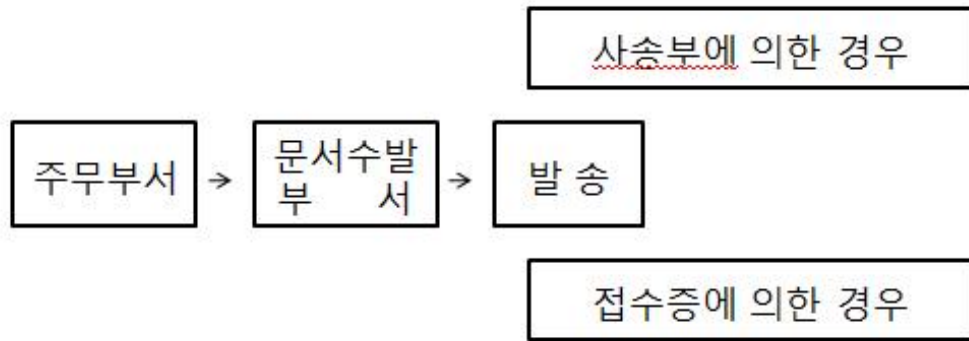 사송부에 의한 경우
주무부서 → 문서수발
부 서 → 발 송
접수증에 의한 경우